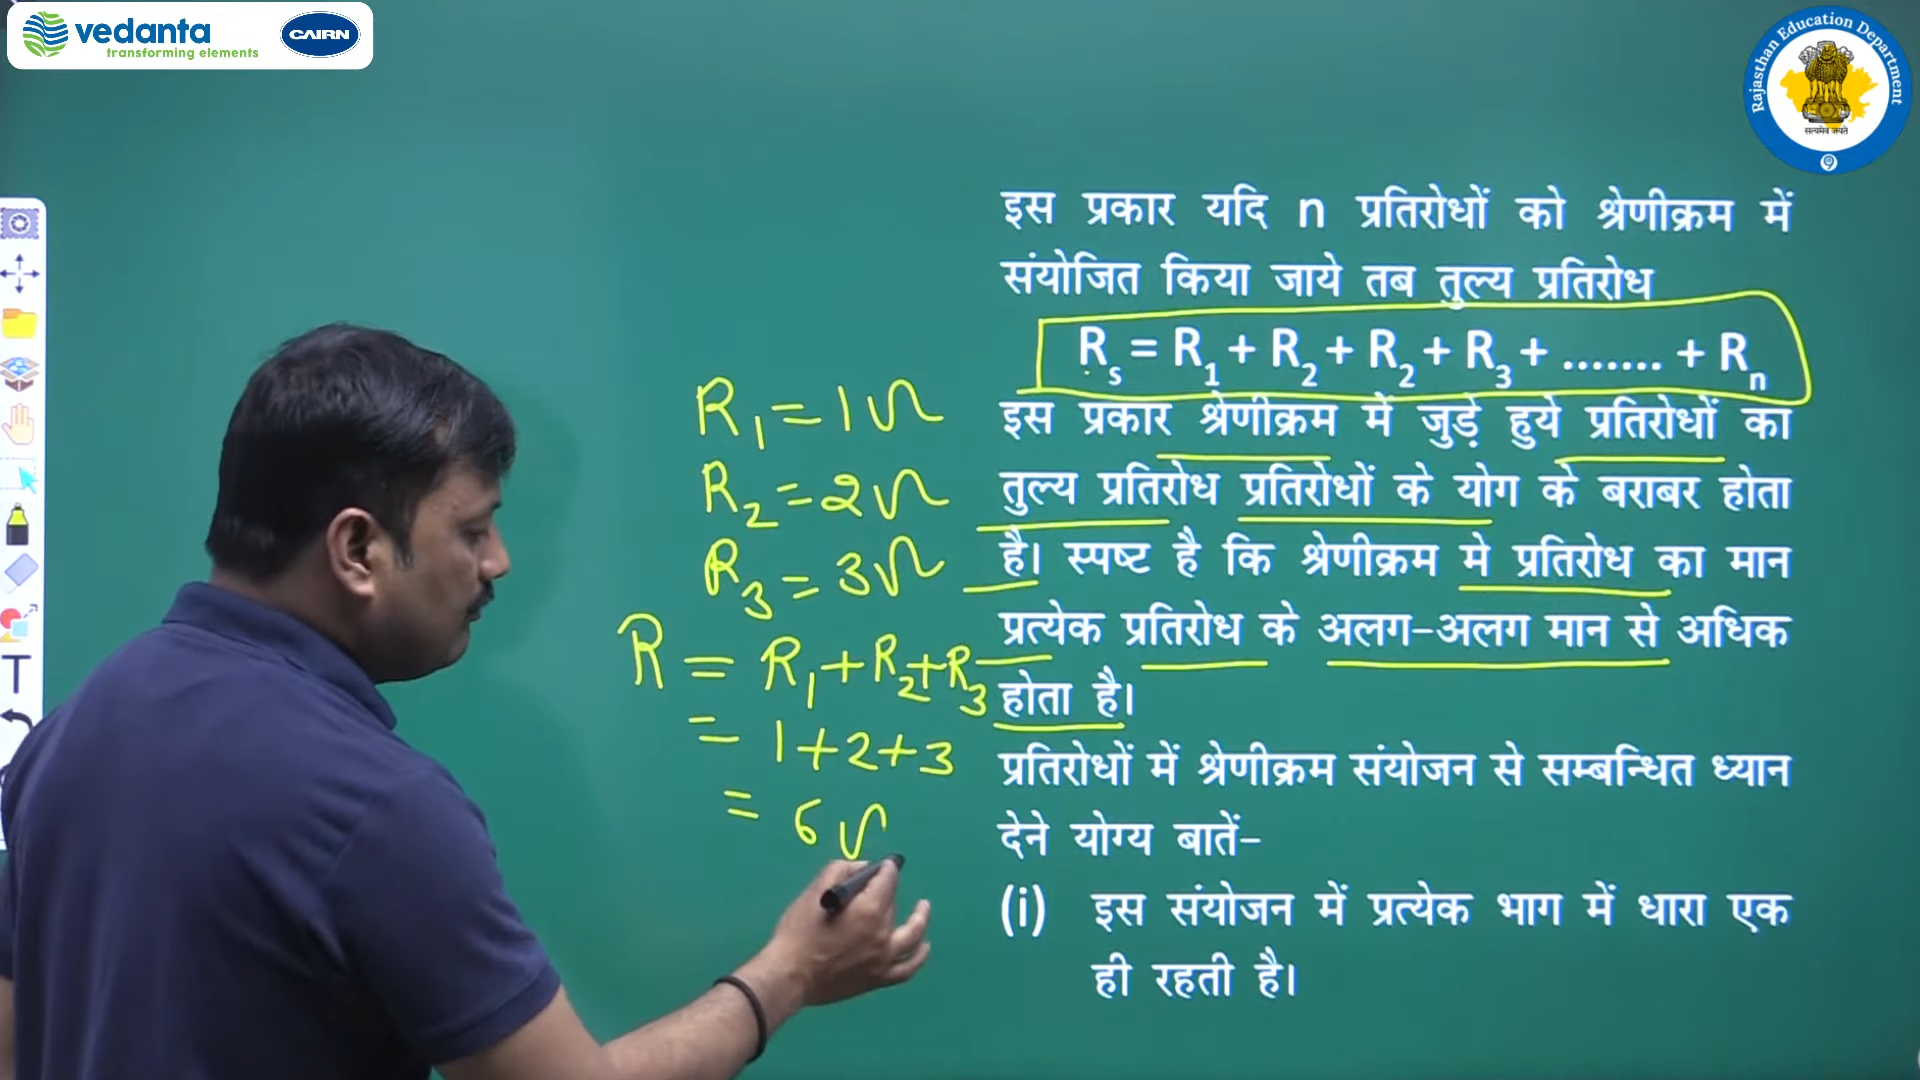 vedanta
transforming elements
CAIRN
Rajasthan Education Department
सत्यमेव जयते
इस प्रकार यदि n प्रतिरोधों को श्रेणीक्रम में
संयोजित किया जाये तब तुल्य प्रतिरोध
Rs = R1 + R2 + R2 + R3 + ....... + Rn
इस प्रकार श्रेणीक्रम में जुड़े हुये प्रतिरोधों का
तुल्य प्रतिरोध प्रतिरोधों के योग के बराबर होता
है। स्पष्ट है कि श्रेणीक्रम मे प्रतिरोध का मान
प्रत्येक प्रतिरोध के अलग-अलग मान से अधिक
होता है।
प्रतिरोधों में श्रेणीक्रम संयोजन से सम्बन्धित ध्यान
देने योग्य बातें-
(i) इस संयोजन में प्रत्येक भाग में धारा एक
ही रहती है।
R1 = 1Ω
R2 = 2Ω
R3 = 3Ω
R = R1 + R2 + R3
= 1 + 2 + 3
= 6Ω
T